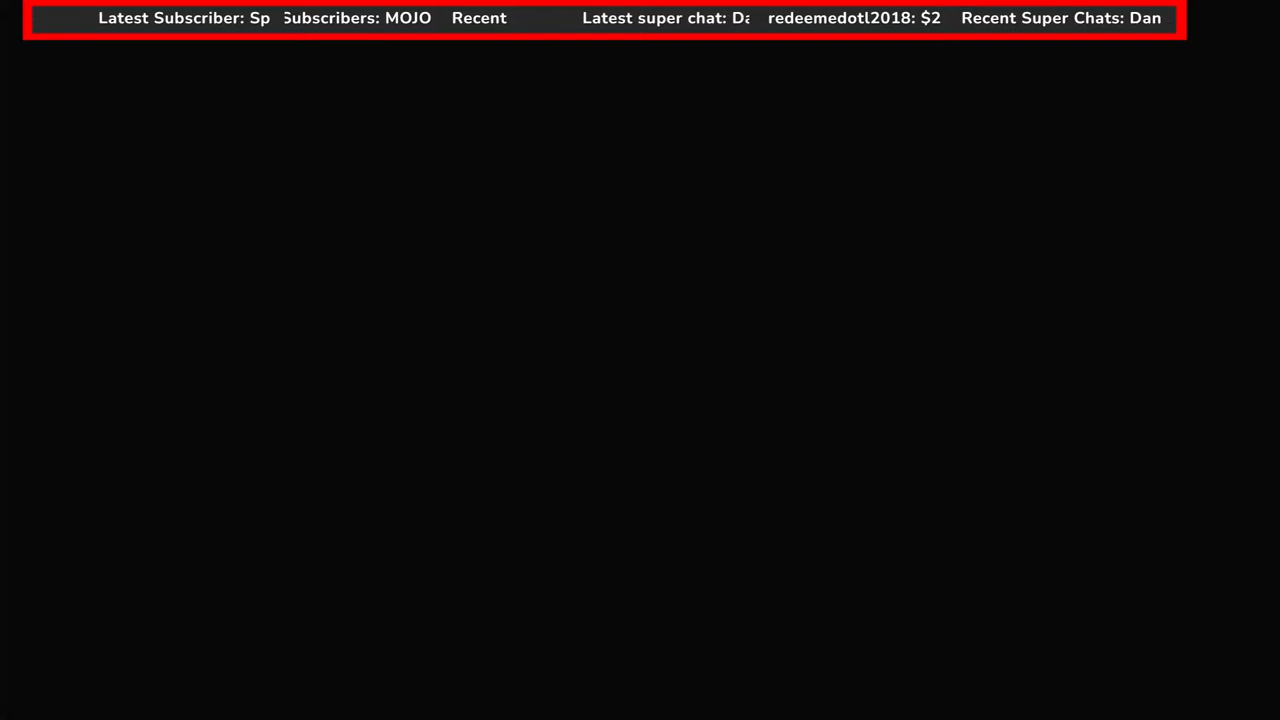 Latest Subscriber: Sp Subscribers: MOJO Recent Latest super chat: Da redeemedotl2018: $2 Recent Super Chats: Dan